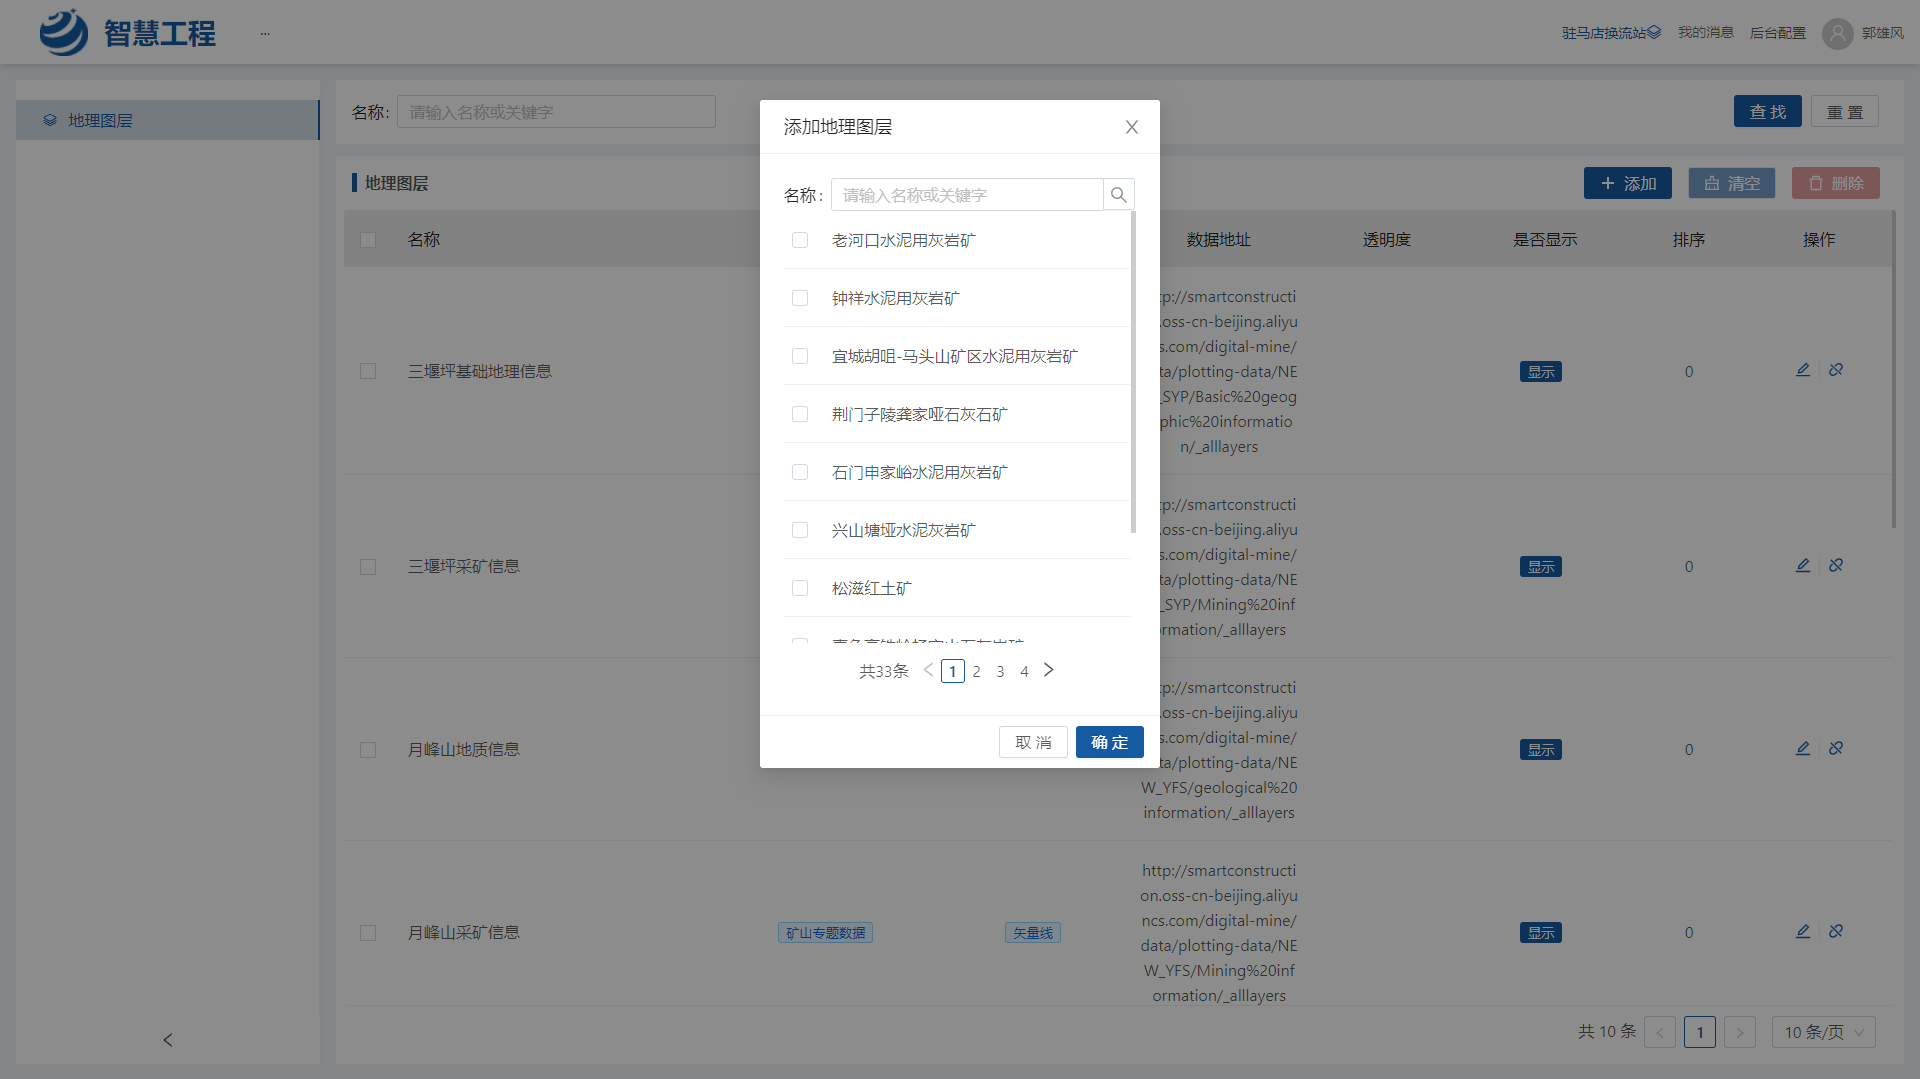 智慧工程
...
驻马店换流站
我的消息
后台配置
郭雄风
地理图层
名称:
请输入名称或关键字
查 找
重 置
地理图层
添加
清空
删除
名称
数据地址
透明度
是否显示
排序
操作
三堰坪基础地理信息
tp://smartconstructi
.oss-cn-beijing.aliyu
s.com/digital-mine/
ta/plotting-data/NE
_SYP/Basic%20geog
phic%20informatio
n/_alllayers
显示
0
三堰坪采矿信息
tp://smartconstructi
.oss-cn-beijing.aliyu
s.com/digital-mine/
ta/plotting-data/NE
_SYP/Mining%20inf
rmation/_alllayers
显示
0
月峰山地质信息
tp://smartconstructi
.oss-cn-beijing.aliyu
s.com/digital-mine/
ta/plotting-data/NE
W_YFS/geological%20
information/_alllayers
显示
0
月峰山采矿信息
矿山专题数据
矢量线
http://smartconstructi
on.oss-cn-beijing.aliyu
ncs.com/digital-mine/
data/plotting-data/NE
W_YFS/Mining%20inf
ormation/_alllayers
显示
0
共 10 条
1
10 条/页
添加地理图层
名称:
请输入名称或关键字
老河口水泥用灰岩矿
钟祥水泥用灰岩矿
宜城胡咀-马头山矿区水泥用灰岩矿
荆门子陵龚家哑石灰石矿
石门申家峪水泥用灰岩矿
兴山塘垭水泥灰岩矿
松滋红土矿
共33条
1
2
3
4
取 消
确 定